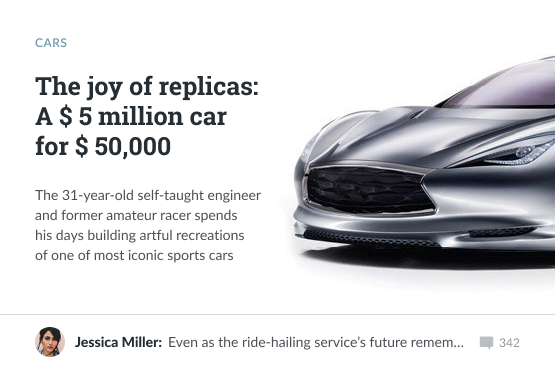 CARS
The joy of replicas:
A $ 5 million car
for $ 50,000
The 31-year-old self-taught engineer
and former amateur racer spends
his days building artful recreations
of one of most iconic sports cars
Jessica Miller: Even as the ride-hailing service’s future remem... 342